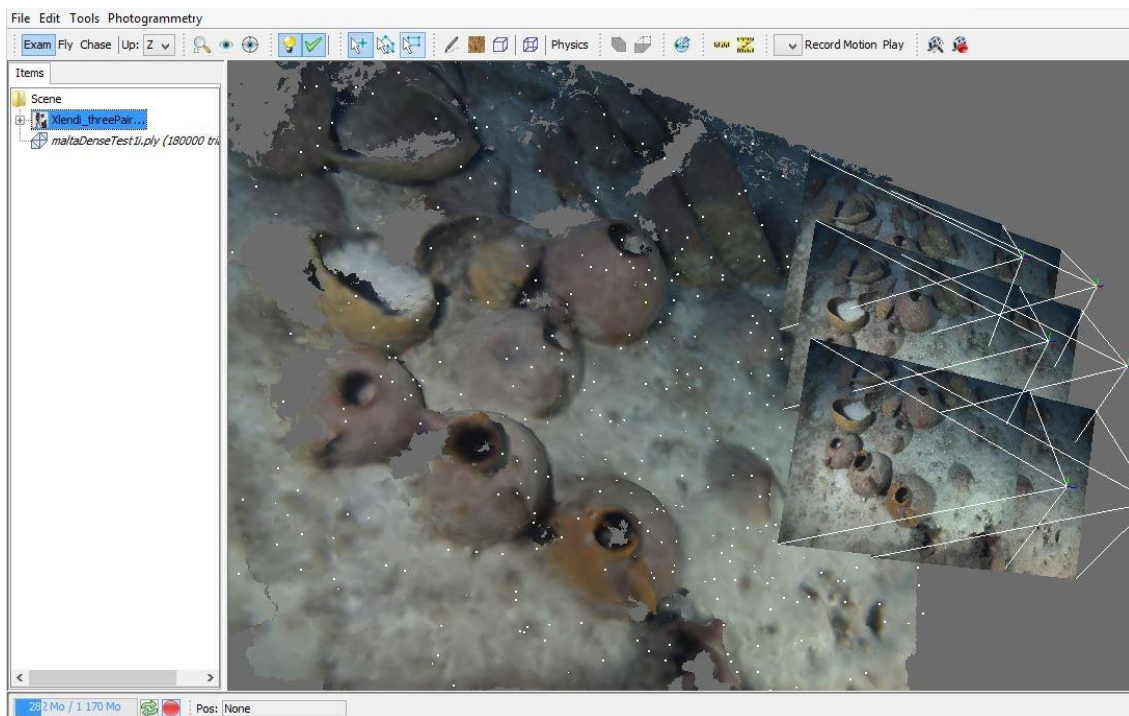 File Edit Tools Photogrammetry
Exam Fly Chase Up: Z Physics Record Motion Play
Items
Scene
Xlendi_threePair...
maltaDenseTest1i.ply (180000 tri
282 Mo / 1 170 Mo Pos: None